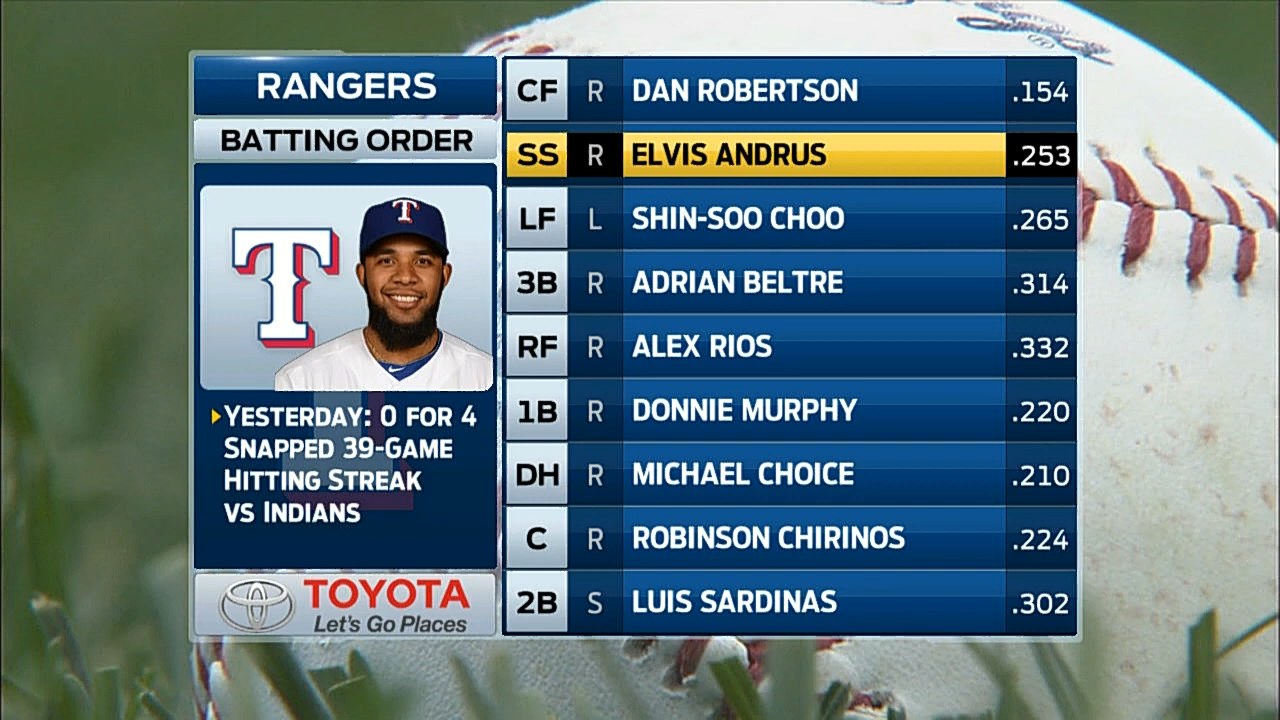 RANGERS
BATTING ORDER
T
T
YESTERDAY: 0 FOR 4
SNAPPED 39-GAME
HITTING STREAK
VS INDIANS
TOYOTA
Let's Go Places
CF R DAN ROBERTSON .154
SS R ELVIS ANDRUS .253
LF L SHIN-SOO CHOO .265
3B R ADRIAN BELTRE .314
RF R ALEX RIOS .332
1B R DONNIE MURPHY .220
DH R MICHAEL CHOICE .210
C R ROBINSON CHIRINOS .224
2B S LUIS SARDINAS .302